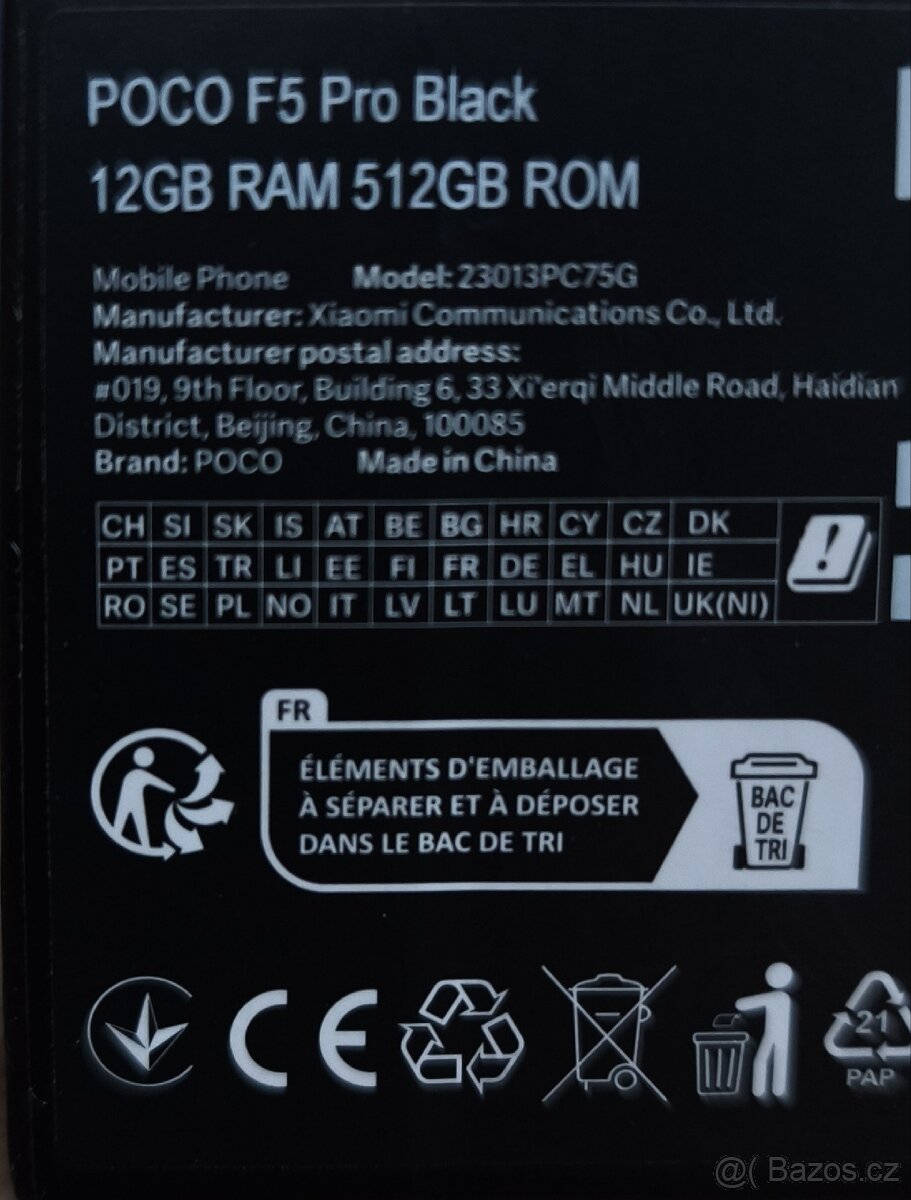 POCO F5 Pro Black
12GB RAM 512GB ROM
Mobile Phone Model: 23013PC75G
Manufacturer: Xiaomi Communications Co., Ltd.
Manufacturer postal address:
#019, 9th Floor, Building 6, 33 Xi'erqi Middle Road, Haidian
District, Beijing, China, 100085
Brand: POCO Made in China
CH SI SK IS AT BE BG HR CY CZ DK
PT ES TR LI EE FI FR DE EL HU IE
RO SE PL NO IT LV LT LU MT NL UK(NI)
FR
ÉLÉMENTS D'EMBALLAGE
À SÉPARER ET À DÉPOSER
DANS LE BAC DE TRI
BAC
DE
TRI
CE
21
PAP
@( Bazos.cz